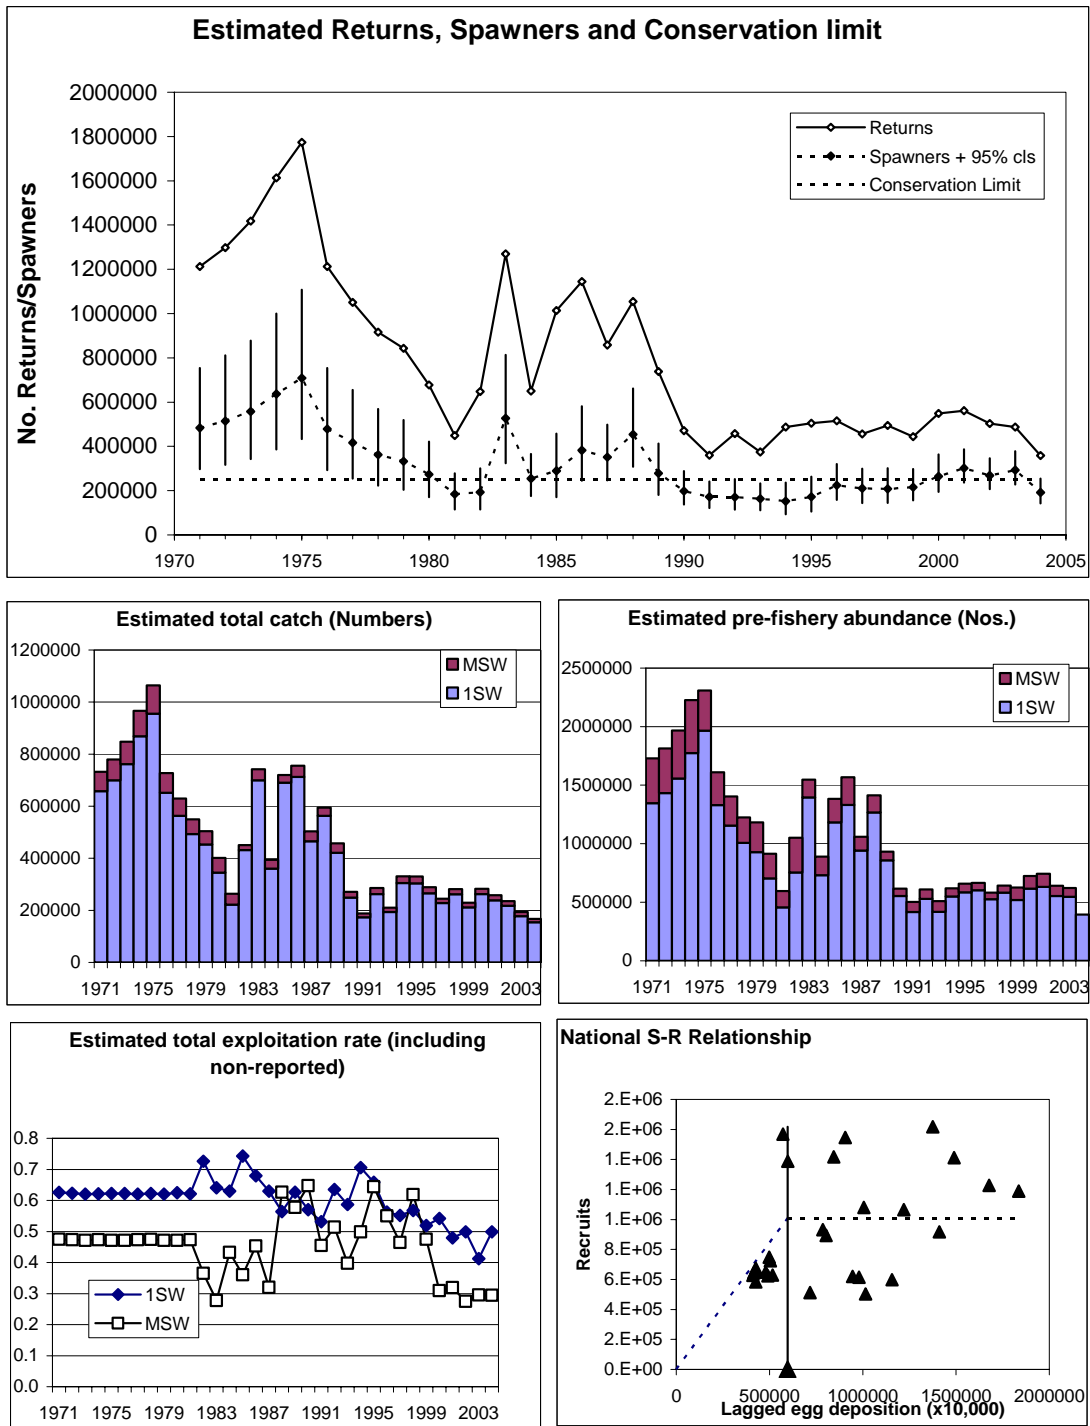 Estimated Returns, Spawners and Conservation limit
No. Returns/Spawners
2000000
1800000
1600000
1400000
1200000
1000000
800000
600000
400000
200000
0
Returns
Spawners + 95% cls
Conservation Limit
1970 1975 1980 1985 1990 1995 2000 2005
Estimated total catch (Numbers)
1200000
1000000
800000
600000
400000
200000
0
MSW
1SW
1971 1975 1979 1983 1987 1991 1995 1999 2003
Estimated pre-fishery abundance (Nos.)
2500000
2000000
1500000
1000000
500000
0
MSW
1SW
1971 1975 1979 1983 1987 1991 1995 1999 2003
Estimated total exploitation rate (including
non-reported)
0.8
0.7
0.6
0.5
0.4
0.3
0.2
0.1
0.0
1SW
MSW
1971 1975 1979 1983 1987 1991 1995 1999 2003
National S-R Relationship
Recruits
2.E+06
2.E+06
1.E+06
1.E+06
1.E+06
8.E+05
6.E+05
4.E+05
2.E+05
0.E+00
0 500000 1000000 1500000 2000000
Lagged egg deposition (x10,000)